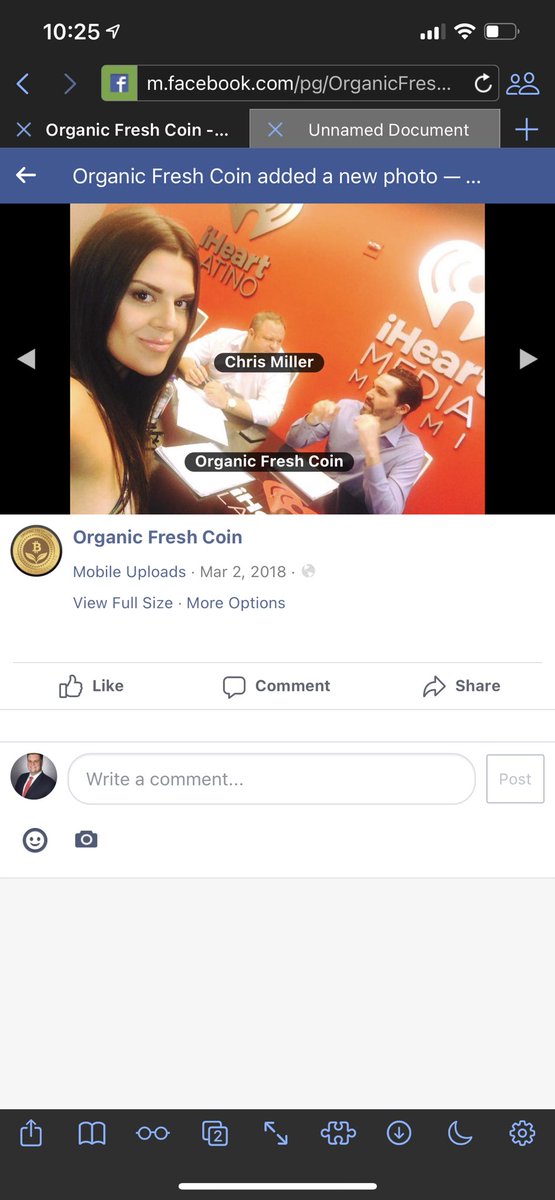 10:25
m.facebook.com/pg/OrganicFres...
Organic Fresh Coin -...
Unnamed Document
Organic Fresh Coin added a new photo — ...
iHeart
LATINO
iHeart
MEDIA
MIAMI
Chris Miller
Organic Fresh Coin
Organic Fresh Coin
Mobile Uploads · Mar 2, 2018 ·
View Full Size · More Options
Like
Comment
Share
Write a comment...
Post
2